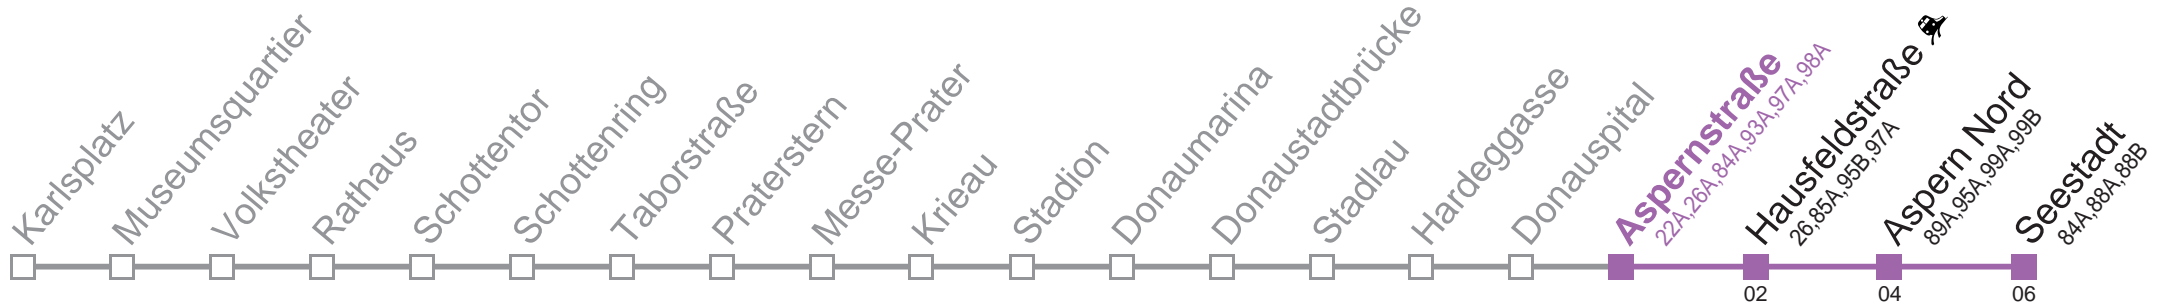 Karlsplatz
Museumsquartier
Volkstheater
Rathaus
Schottentor
Schottenring
Taborstraße
Praterstern
Messe-Prater
Krieau
Stadion
Donaumarina
Donaustadtbrücke
Stadlau
Hardeggasse
Donauspital
Aspernstraße
22A,26A,84A,93A,97A,98A
Hausfeldstraße
26,85A,95B,97A
Aspern Nord
89A,95A,99A,99B
Seestadt
84A,88A,88B
02
04
06